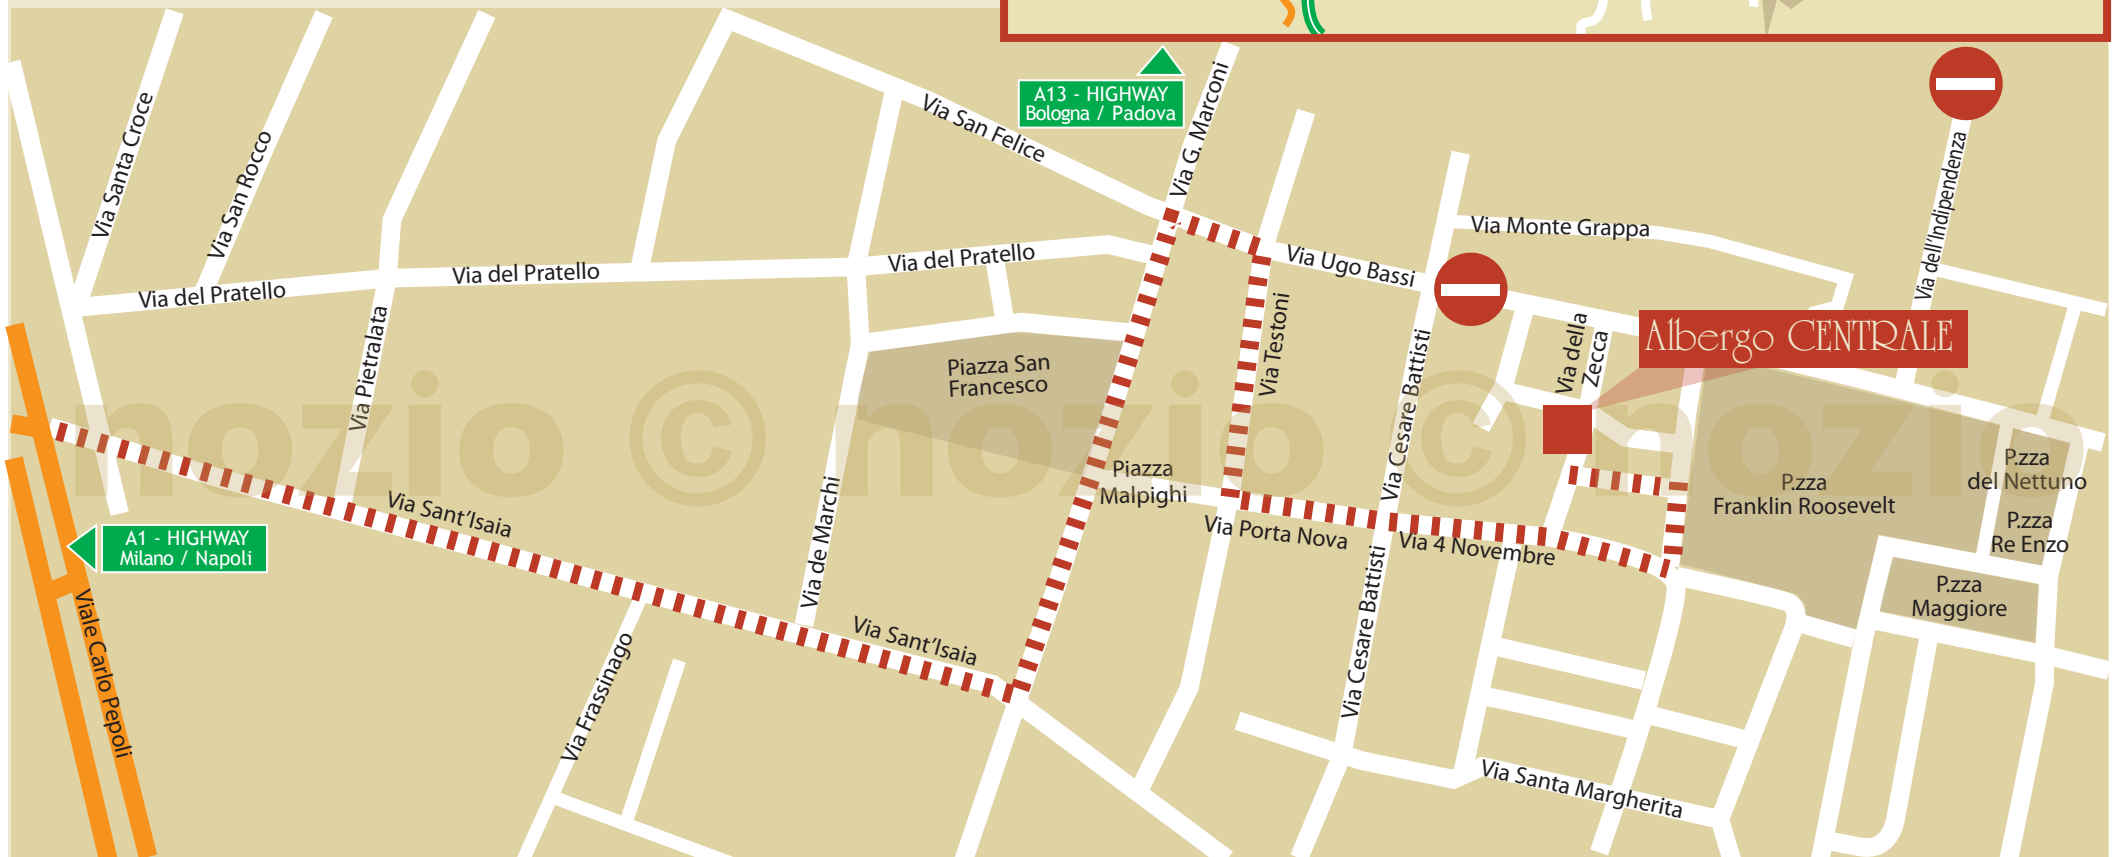 A13 - HIGHWAY
Bologna / Padova
Via Santa Croce
Via San Rocco
Via San Felice
Via G. Marconi
Via dell'Indipendenza
Via Monte Grappa
Via Ugo Bassi
Via del Pratello
Via del Pratello
Via del Pratello
Via Pietralata
Piazza San
Francesco
Via Testoni
Via Cesare Battisti
Via della
Zecca
Albergo CENTRALE
nozio © nozio © nozio
Piazza
Malpighi
P.zza
Franklin Roosevelt
P.zza
del Nettuno
P.zza
Re Enzo
P.zza
Maggiore
Via Sant'Isaia
Via de Marchi
Via Porta Nova
Via 4 Novembre
A1 - HIGHWAY
Milano / Napoli
Viale Carlo Pepoli
Via Frassinago
Via Sant'Isaia
Via Cesare Battisti
Via Santa Margherita